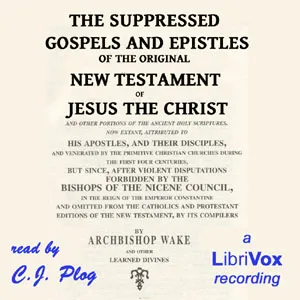 THE SUPPRESSED
GOSPELS AND EPISTLES
OF THE ORIGINAL
NEW TESTAMENT
OF
JESUS THE CHRIST
AND OTHER PORTIONS OF THE ANCIENT HOLY SCRIPTURES,
NOW EXTANT, ATTRIBUTED TO
HIS APOSTLES, AND THEIR DISCIPLES,
AND VENERATED BY THE PRIMITIVE CHRISTIAN CHURCHES DURING
THE FIRST FOUR CENTURIES,
BUT SINCE, AFTER VIOLENT DISPUTATIONS
FORBIDDEN BY THE
BISHOPS OF THE NICENE COUNCIL,
IN THE REIGN OF THE EMPEROR CONSTANTINE
AND OMITTED FROM THE CATHOLICS AND PROTESTANT
EDITIONS OF THE NEW TESTAMENT, BY ITS COMPILERS
BY
ARCHBISHOP WAKE
AND OTHER
LEARNED DIVINES
read by
C.J. Plog
a
LibriVox
recording